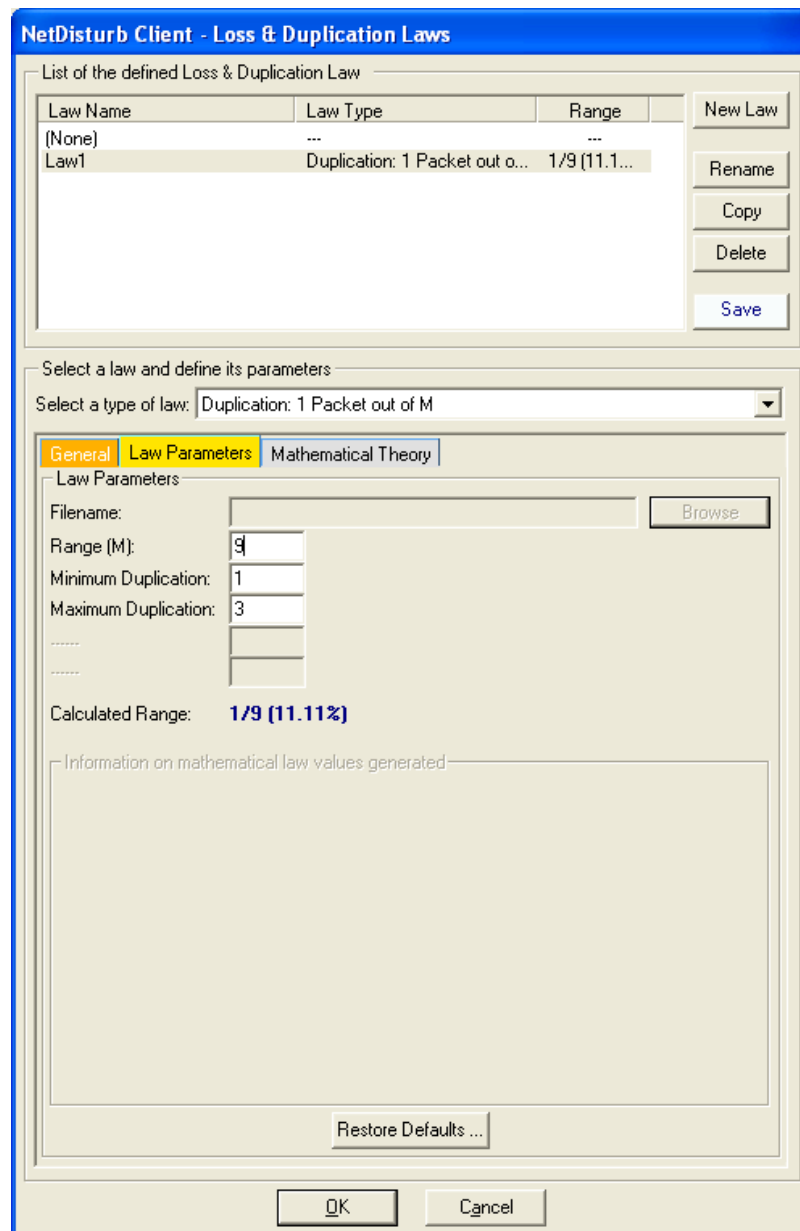 NetDisturb Client - Loss & Duplication Laws
List of the defined Loss & Duplication Law
Law Name Law Type Range
(None) --- ---
Law1 Duplication: 1 Packet out o... 1/9 (11.1...
New Law
Rename
Copy
Delete
Save
Select a law and define its parameters
Select a type of law: Duplication: 1 Packet out of M
General Law Parameters Mathematical Theory
Law Parameters
Filename: Browse
Range (M): 9
Minimum Duplication: 1
Maximum Duplication: 3
------
------
Calculated Range: 1/9 (11.11%)
Information on mathematical law values generated
Restore Defaults ...
OK Cancel